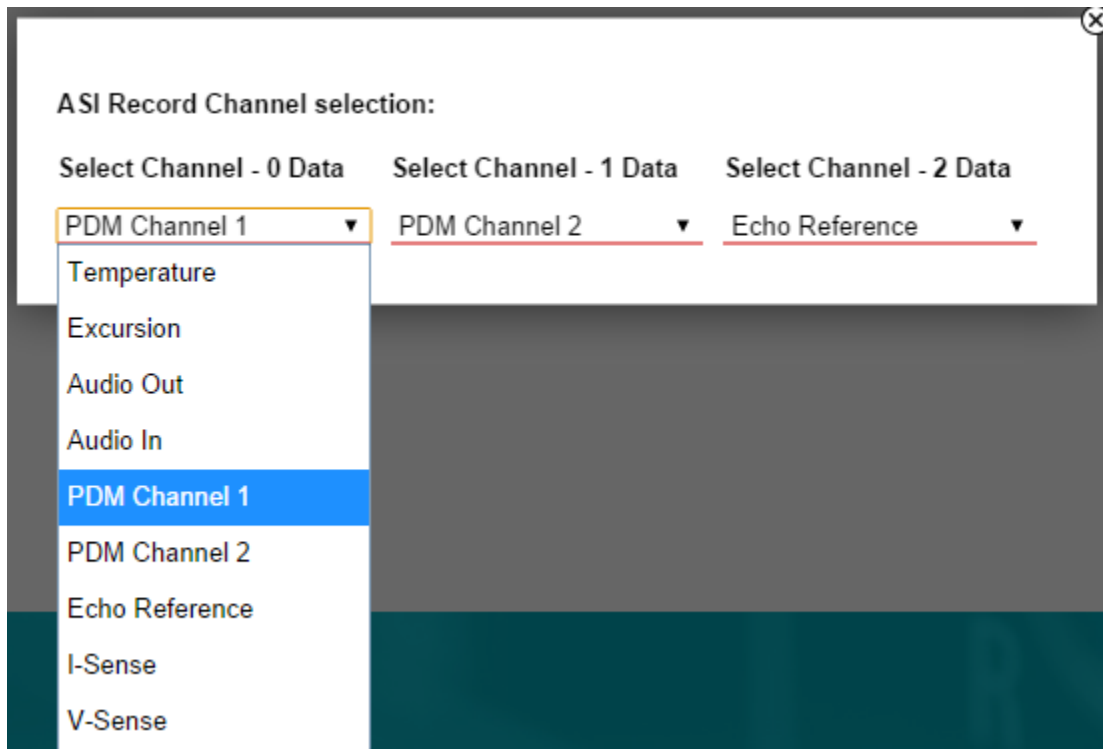 ASI Record Channel selection:
Select Channel - 0 Data Select Channel - 1 Data Select Channel - 2 Data
PDM Channel 1 PDM Channel 2 Echo Reference
Temperature
Excursion
Audio Out
Audio In
PDM Channel 1
PDM Channel 2
Echo Reference
I-Sense
V-Sense